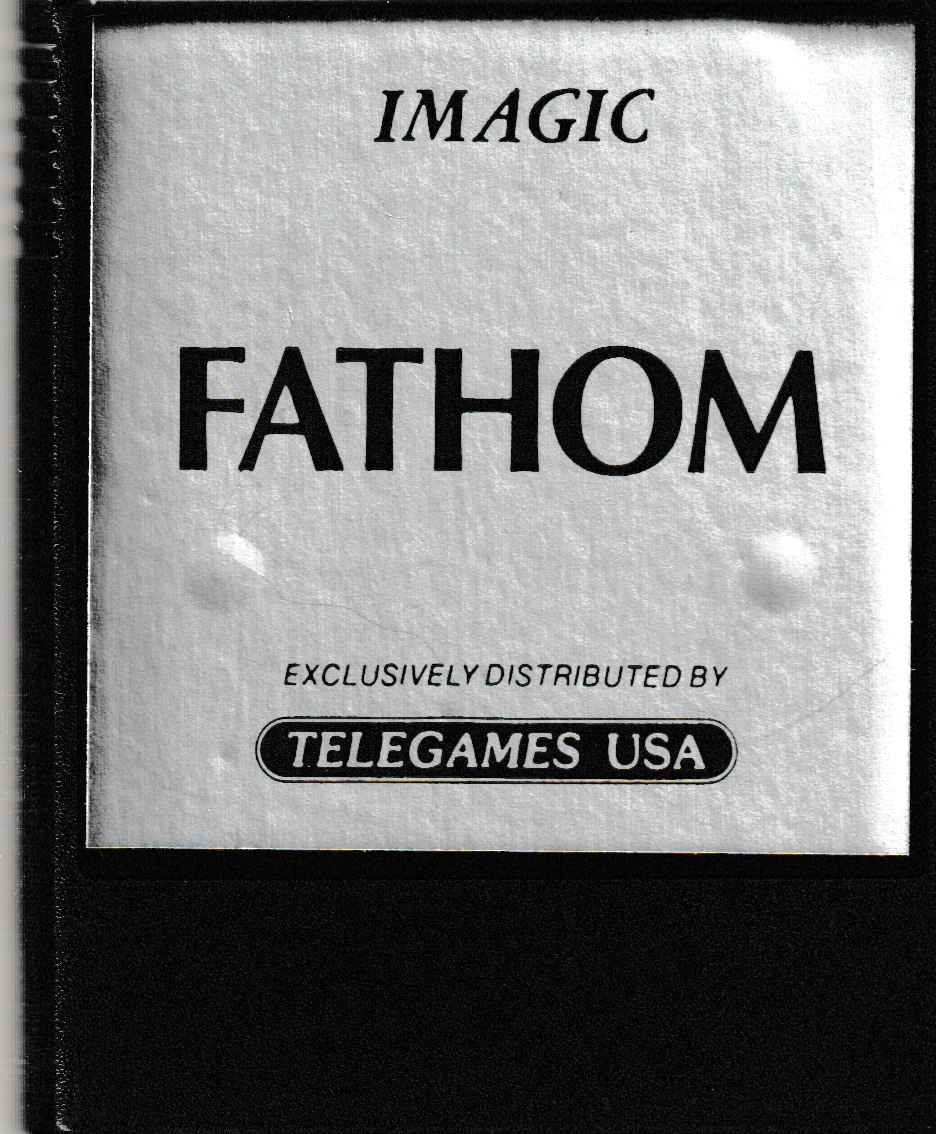 IMAGIC
FATHOM
EXCLUSIVELY DISTRIBUTED BY
TELEGAMES USA